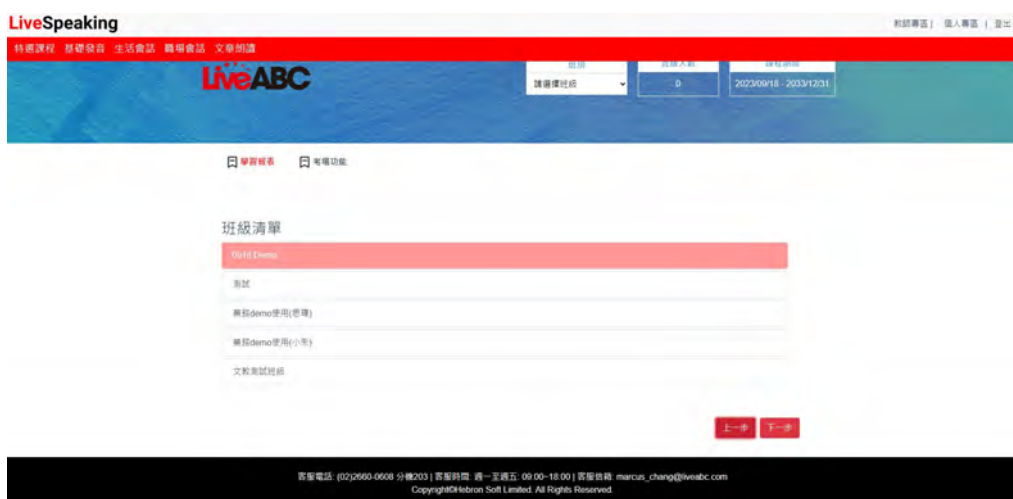 LiveSpeaking
教師專區 | 個人專區 | 登出
特選課程 基礎發音 生活會話 職場會話 文章朗讀
LiveABC
班別
請選擇班級
0
2023/09/18 - 2033/12/31
學習報表 考場功能
班級清單
Demo
測試
業務demo使用
業務demo使用
文教測試班級
上一步 下一步
客服電話: (02)2660-0608 分機203 | 客服時間: 週一至週五: 09:00~18:00 | 客服信箱: marcus_chang@liveabc.com
Copyright©Hebron Soft Limited. All Rights Reserved.